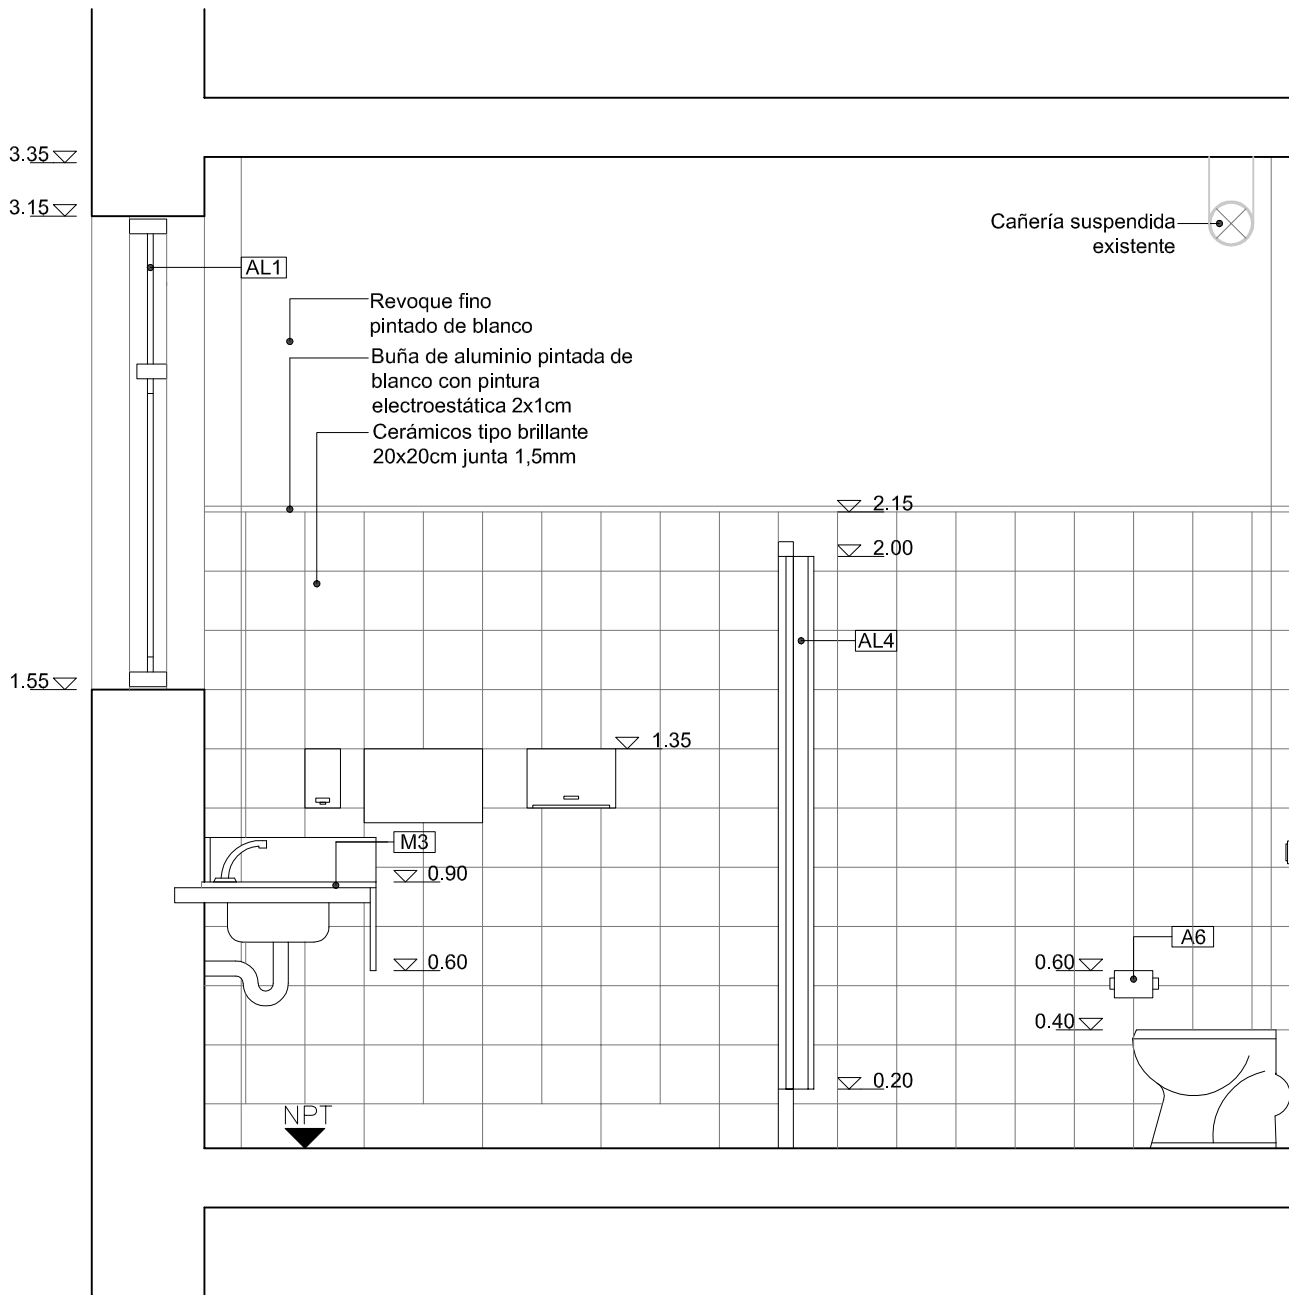 3.35
3.15
Cañería suspendida
existente
AL1
Revoque fino
pintado de blanco
Buña de aluminio pintada de
blanco con pintura
electroestática 2x1cm
Cerámicos tipo brillante
20x20cm junta 1,5mm
2.15
2.00
AL4
1.55
1.35
M3
0.90
0.60
A6
0.60
0.40
0.20
NPT